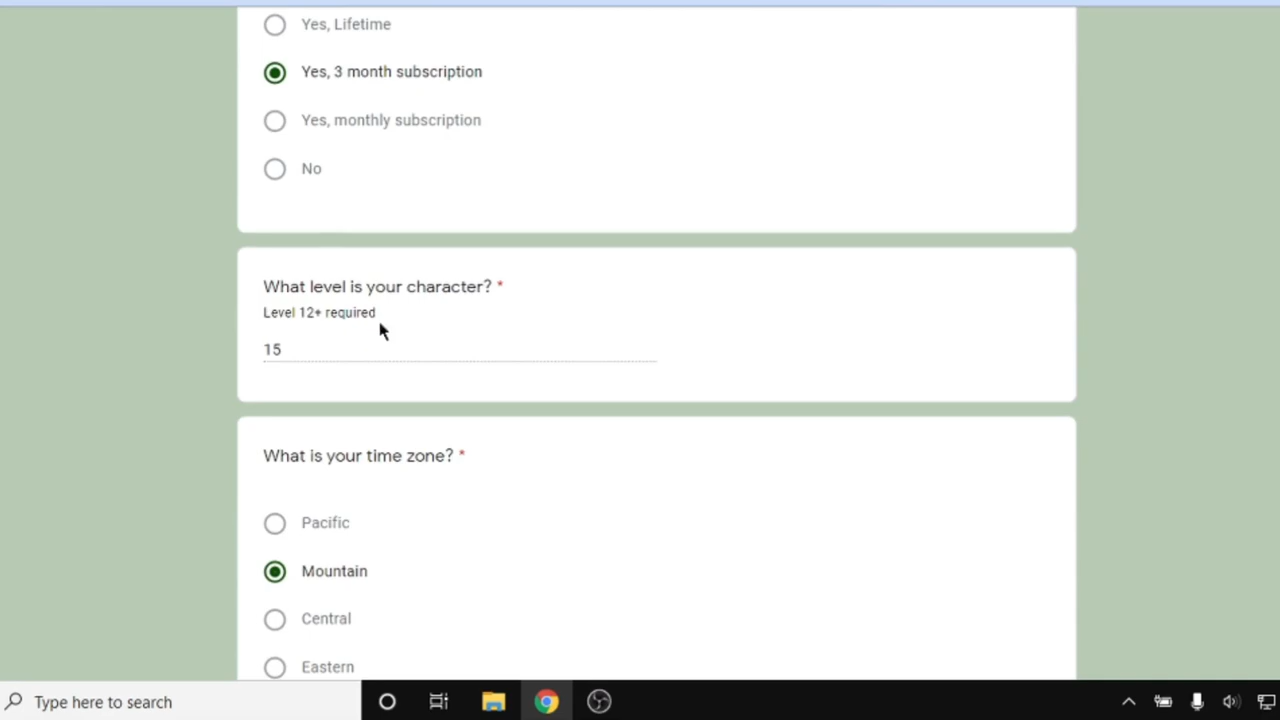 Yes, Lifetime
Yes, 3 month subscription
Yes, monthly subscription
No
What level is your character? *
Level 12+ required
15
What is your time zone? *
Pacific
Mountain
Central
Eastern
Type here to search